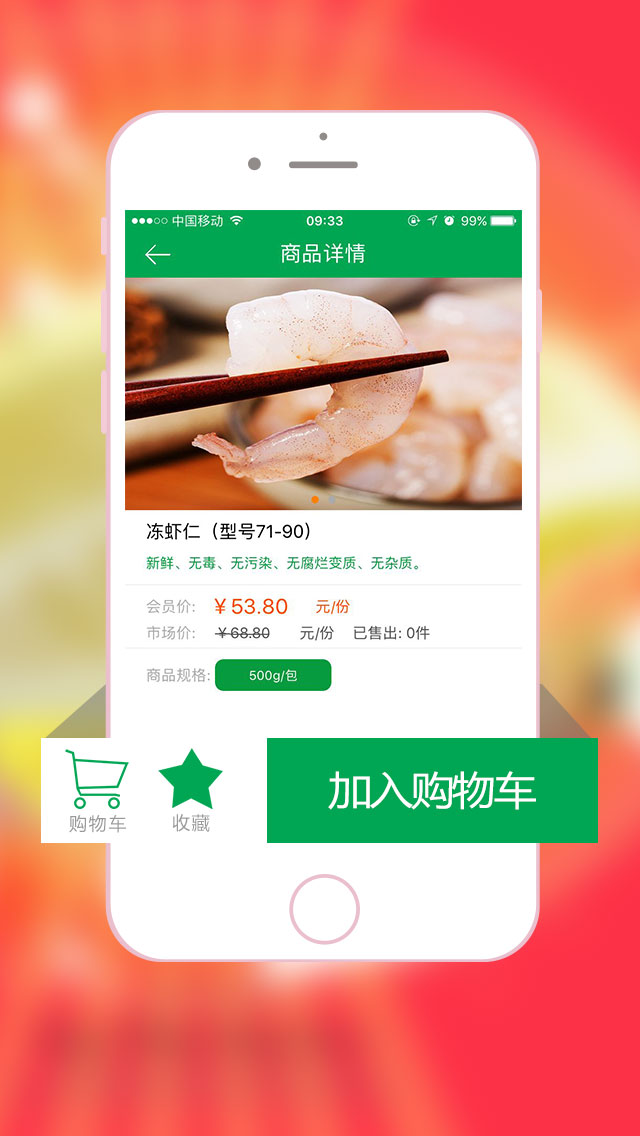 中国移动 09:33 99%
商品详情
冻虾仁（型号71-90）
新鲜、无毒、无污染、无腐烂变质、无杂质。
会员价: ￥53.80 元/份
市场价: ￥68.80 元/份 已售出: 0件
商品规格: 500g/包
购物车 收藏 加入购物车